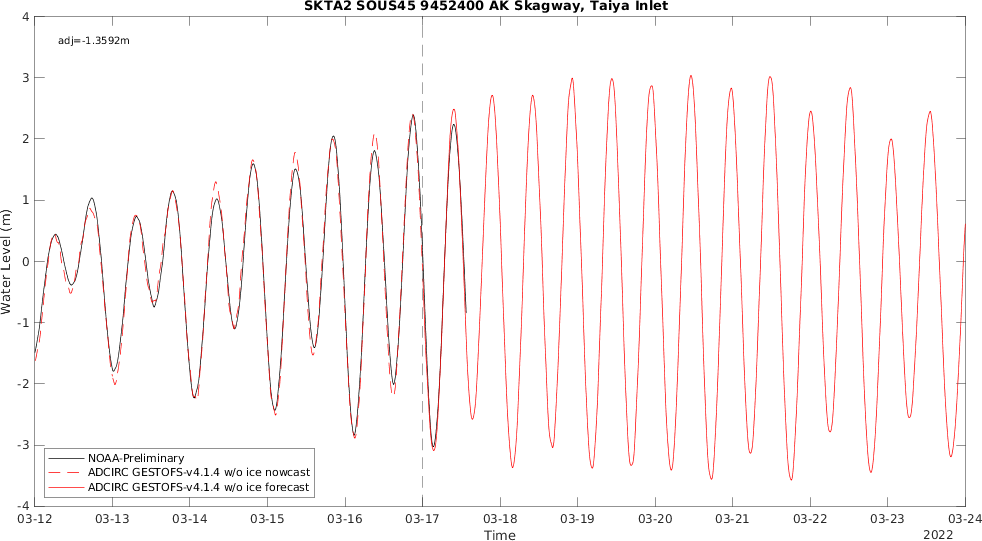 SKTA2 SOUS45 9452400 AK Skagway, Taiya Inlet
adj=-1.3592m
Water Level (m)
4
3
2
1
0
-1
-2
-3
-4
NOAA-Preliminary
ADCIRC GESTOFS-v4.1.4 w/o ice nowcast
ADCIRC GESTOFS-v4.1.4 w/o ice forecast
03-12 03-13 03-14 03-15 03-16 03-17 03-18 03-19 03-20 03-21 03-22 03-23 03-24
Time
2022